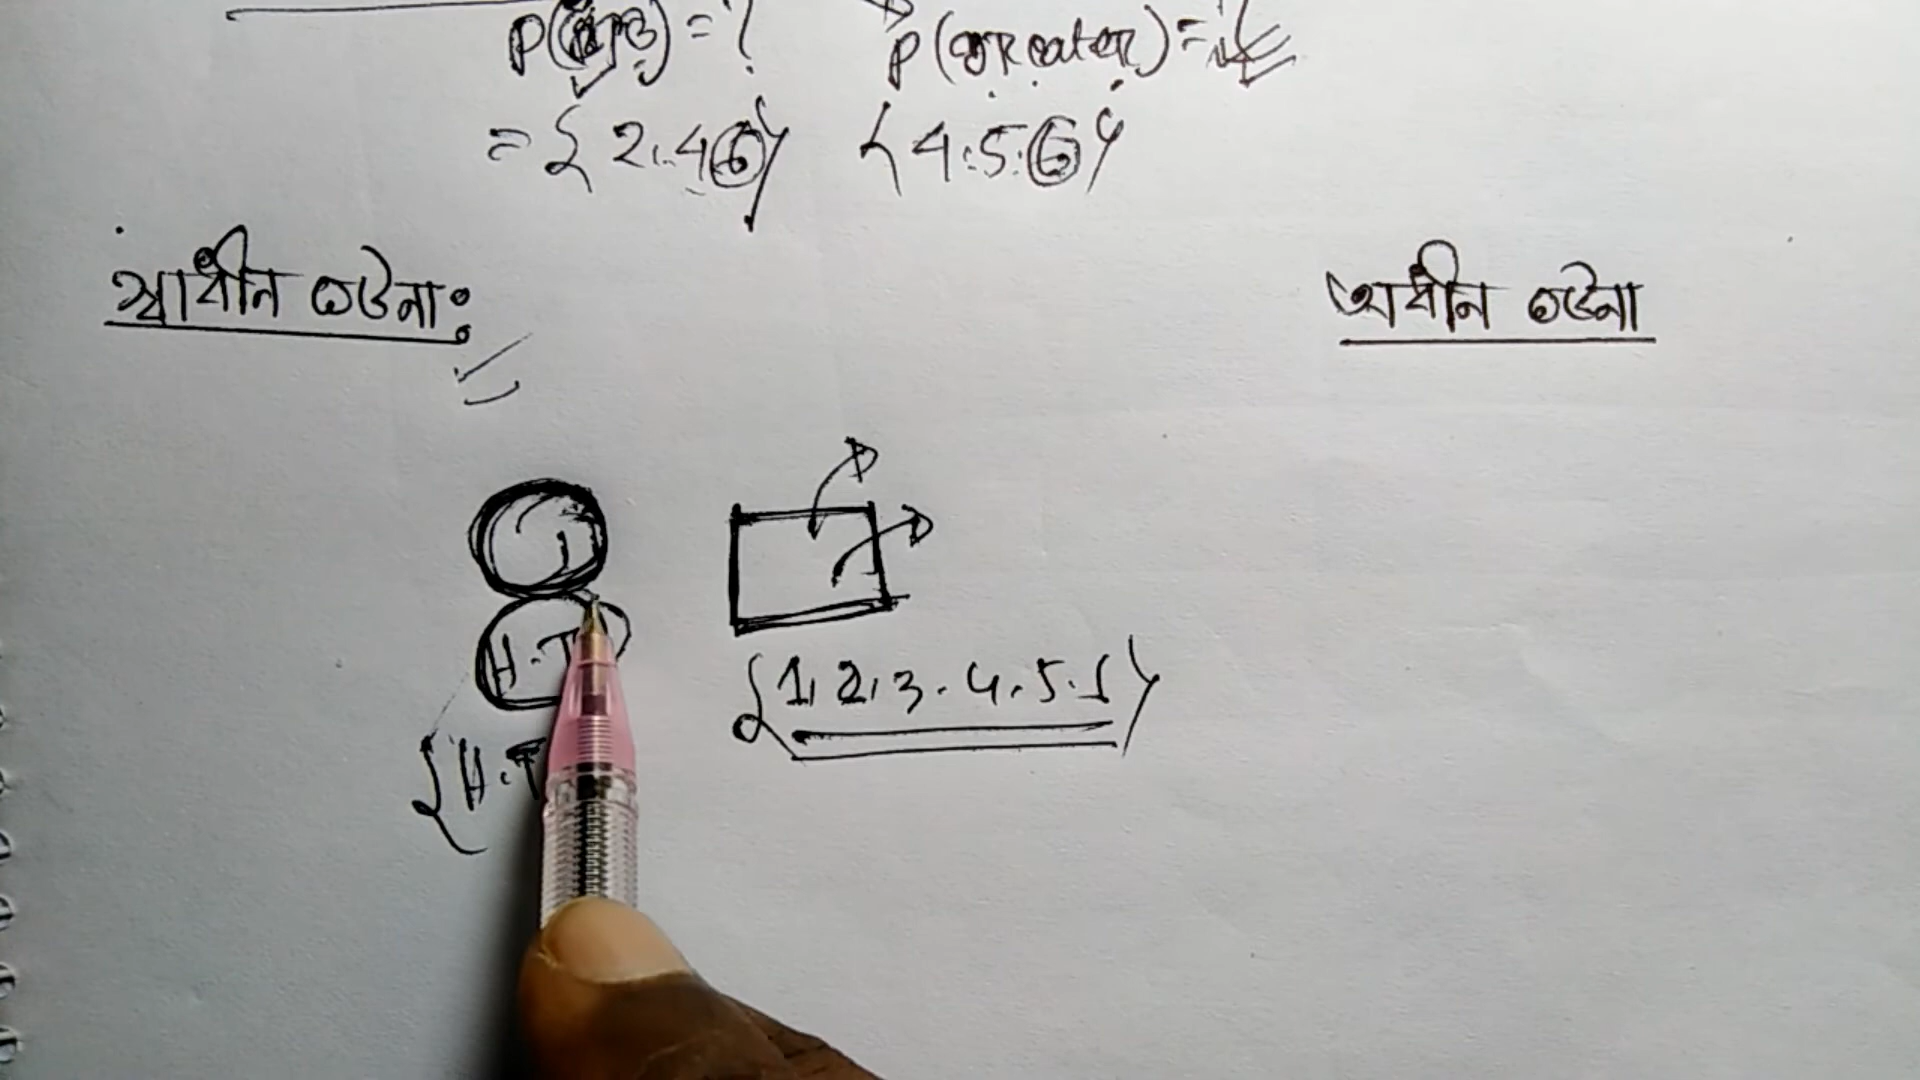 P( ) = ? P(greater) =
= { 2, 4, 6 } { 4, 5, 6 }
স্বাধীন ঘটনা: অধীন ঘটনা
H. T
{ 1, 2, 3, 4, 5, 6 }
{ H. T